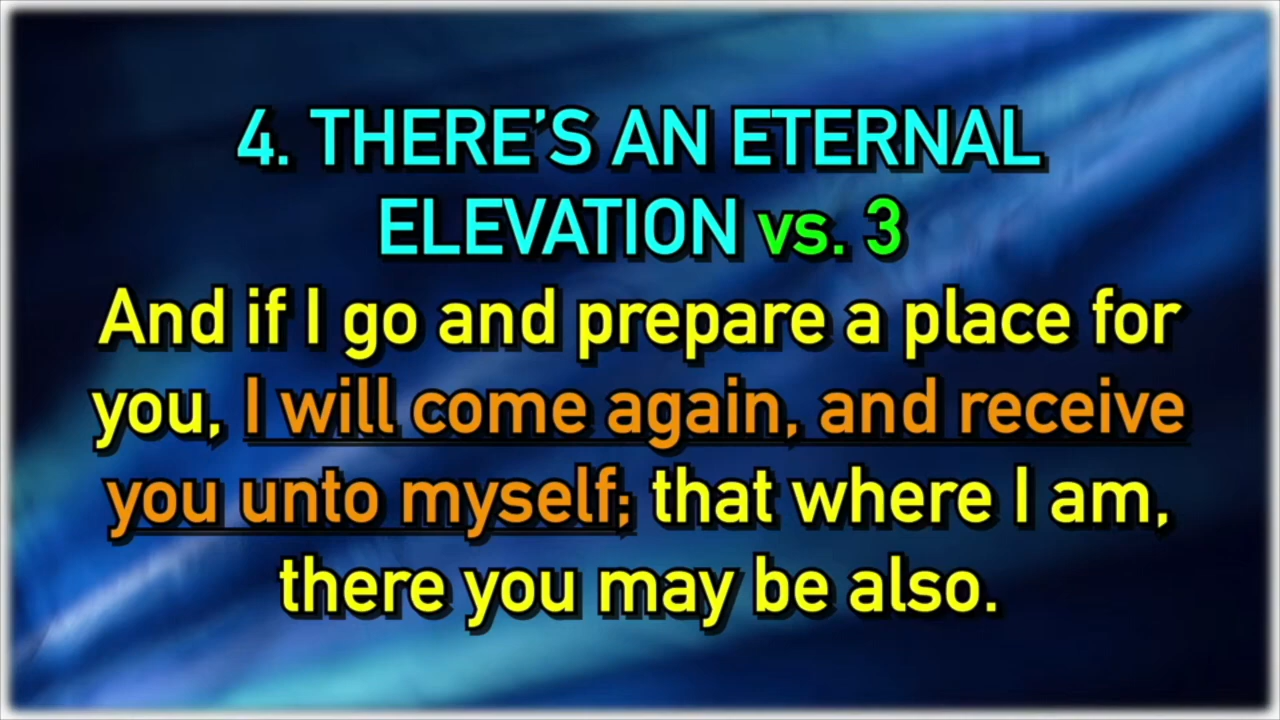 4. THERE’S AN ETERNAL
ELEVATION vs. 3
And if I go and prepare a place for
you, I will come again, and receive
you unto myself; that where I am,
there you may be also.